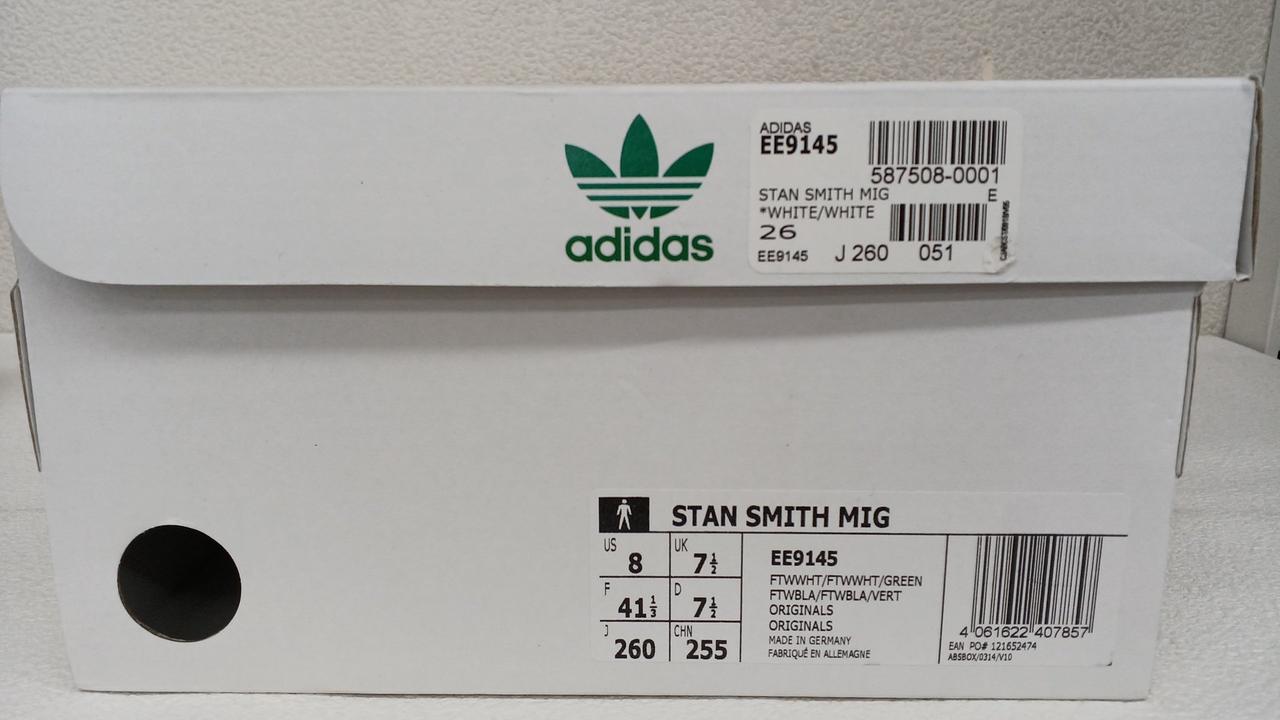 adidas
ADIDAS
EE9145
587508-0001
STAN SMITH MIG E
*WHITE/WHITE
26
EE9145 J 260 051
STAN SMITH MIG
US 8 UK 7½
F 41⅓ D 7½
J 260 CHN 255
EE9145
FTWWHT/FTWWHT/GREEN
FTWBLA/FTWBLA/VERT
ORIGINALS
ORIGINALS
MADE IN GERMANY
FABRIQUÉ EN ALLEMAGNE
4 061622 407857
EAN PO# 121652474
ABSBOX/0314/V10